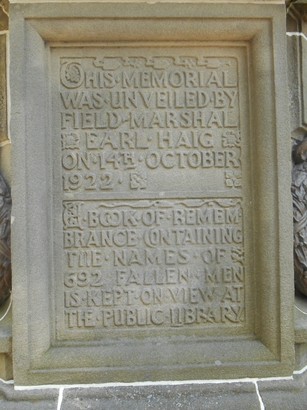 THIS·MEMORIAL
WAS·UNVEILED·BY
FIELD·MARSHAL
EARL·HAIG
ON·14TH·OCTOBER
1922·
A·BOOK·OF·REMEM
BRANCE·CONTAINING
THE·NAMES·OF
692·FALLEN·MEN
IS·KEPT·ON·VIEW·AT
THE·PUBLIC·LIBRARY